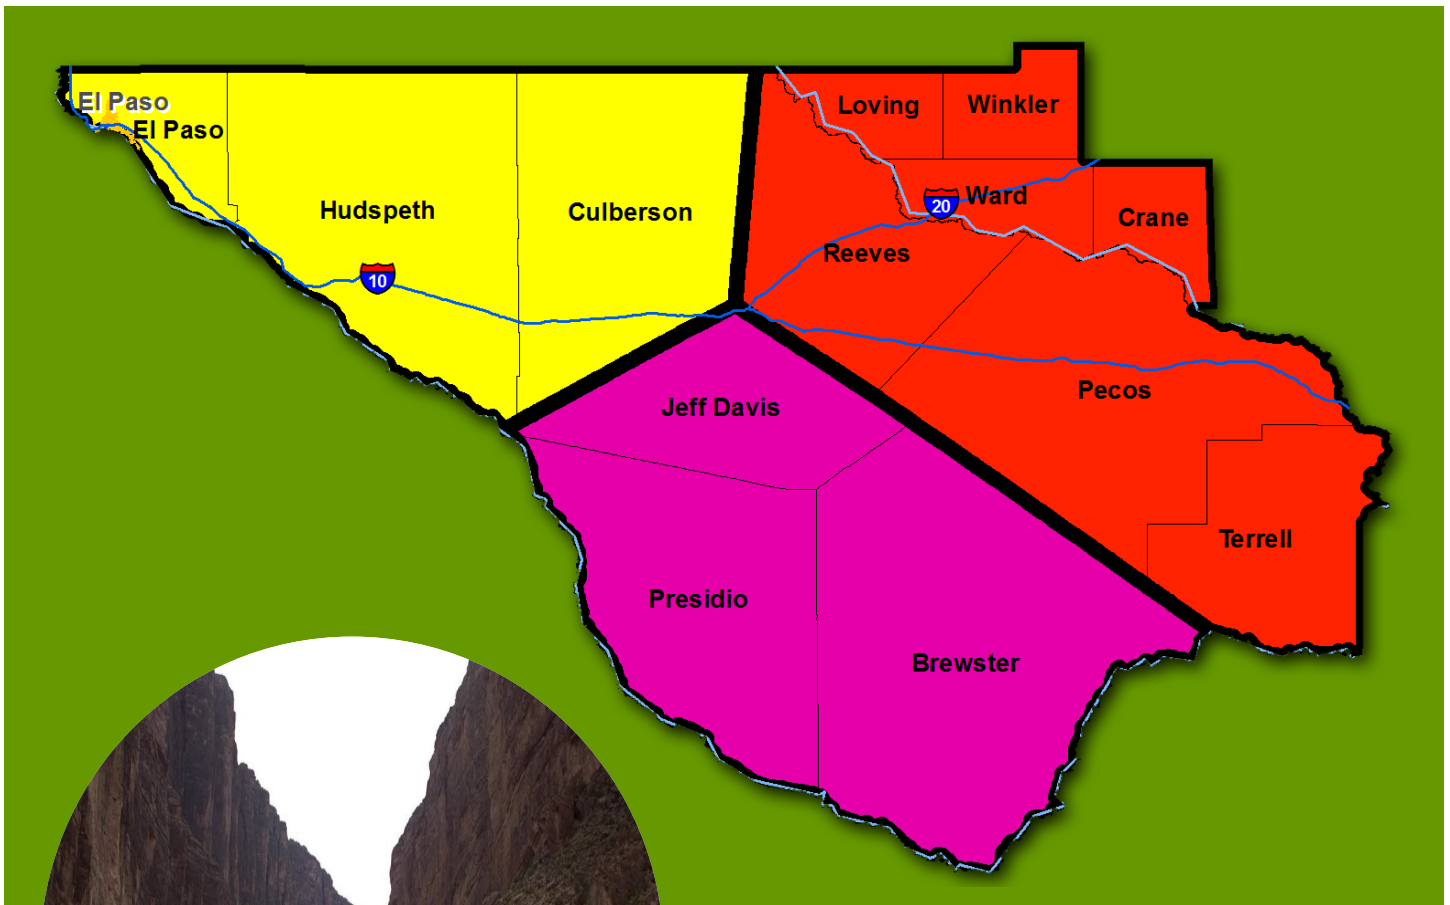 El Paso
El Paso
Loving
Winkler
Hudspeth
Culberson
20
Ward
Crane
Reeves
10
Pecos
Jeff Davis
Terrell
Presidio
Brewster